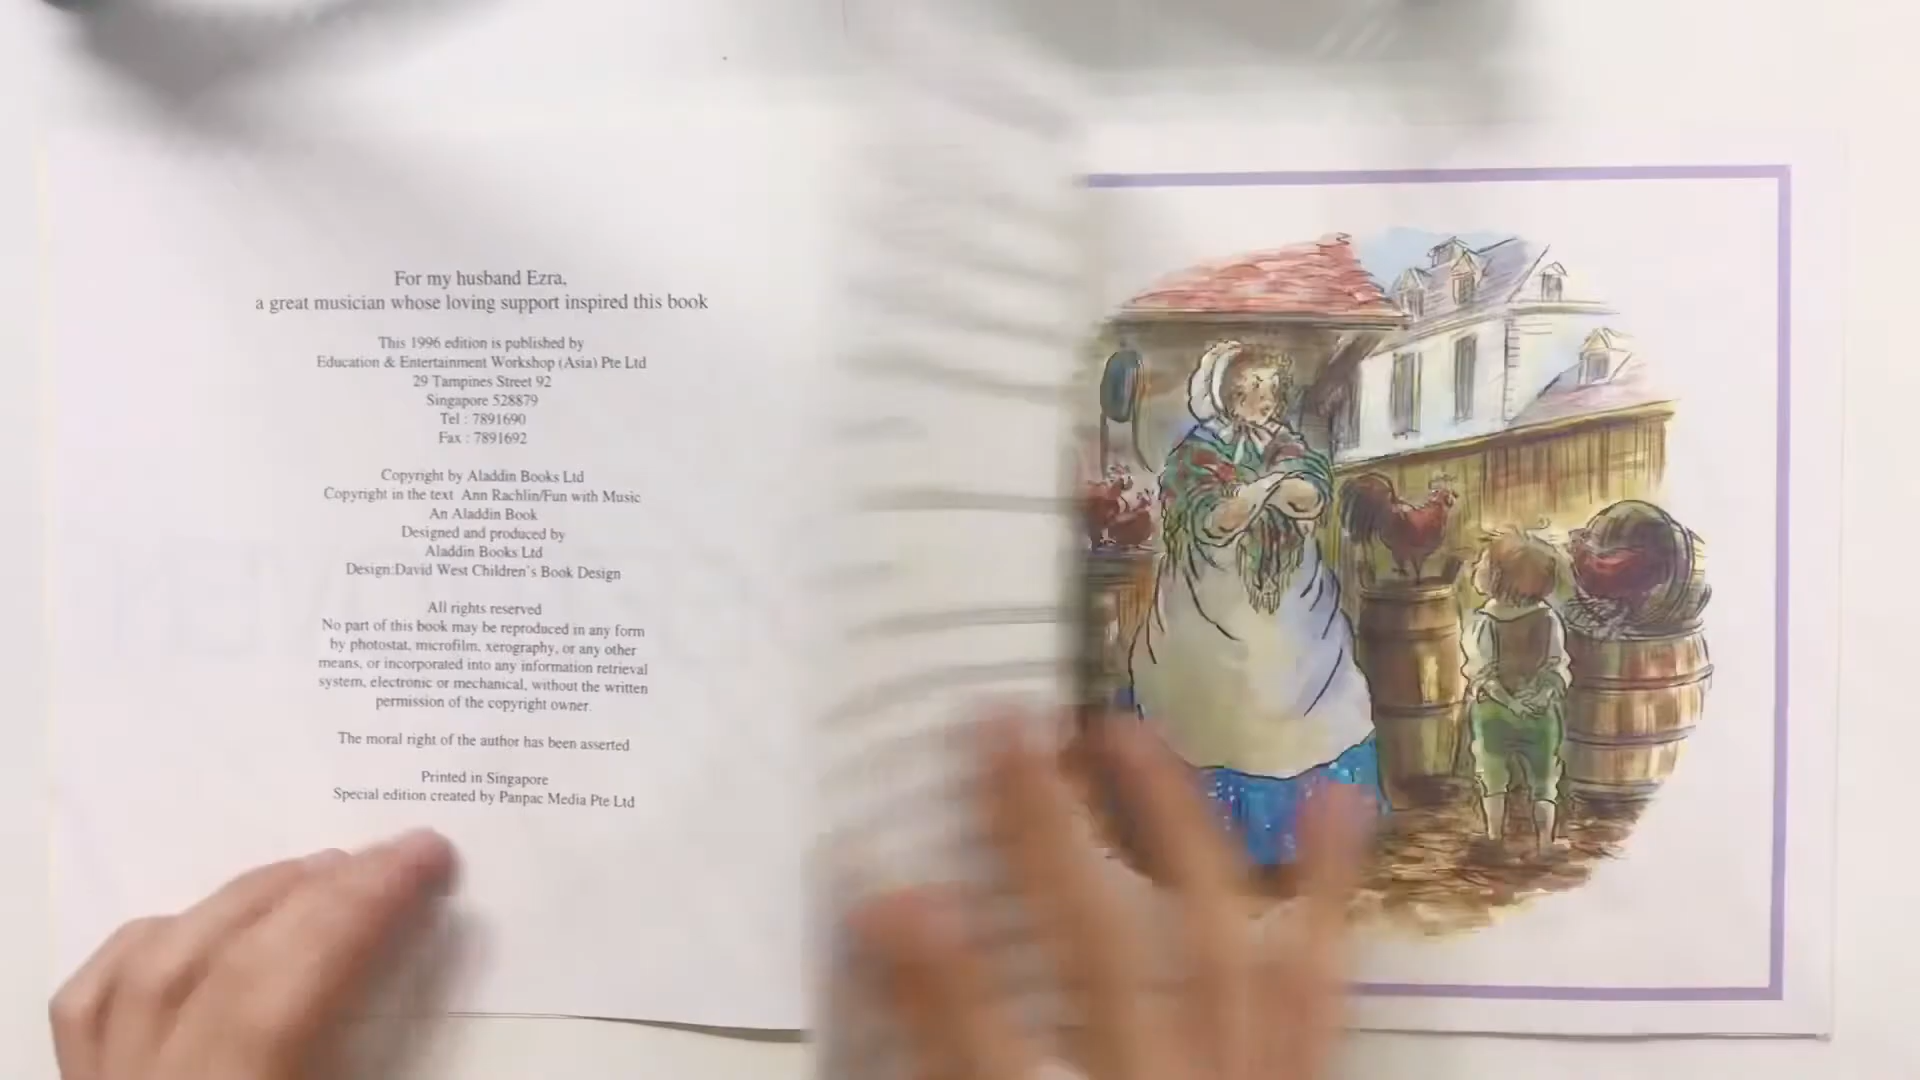 For my husband Ezra,
a great musician whose loving support inspired this book
This 1996 edition is published by
Education & Entertainment Workshop (Asia) Pte Ltd
29 Tampines Street 92
Singapore 528879
Tel : 7891690
Fax : 7891692
Copyright by Aladdin Books Ltd
Copyright in the text Ann Rachlin/Fun with Music
An Aladdin Book
Designed and produced by
Aladdin Books Ltd
Design:David West Children's Book Design
All rights reserved
No part of this book may be reproduced in any form
by photostat, microfilm, xerography, or any other
means, or incorporated into any information retrieval
system, electronic or mechanical, without the written
permission of the copyright owner.
The moral right of the author has been asserted
Printed in Singapore
Special edition created by Panpac Media Pte Ltd